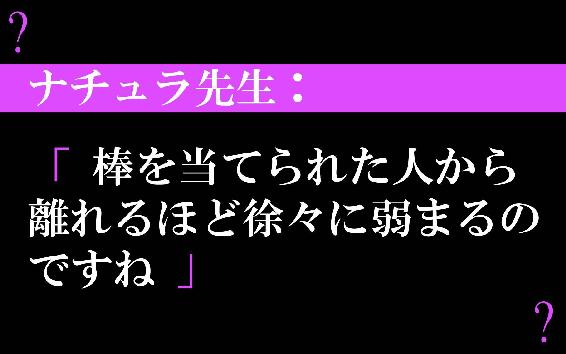 ?
ナチュラ先生：
「 棒を当てられた人から
離れるほど徐々に弱まるの
ですね 」
?